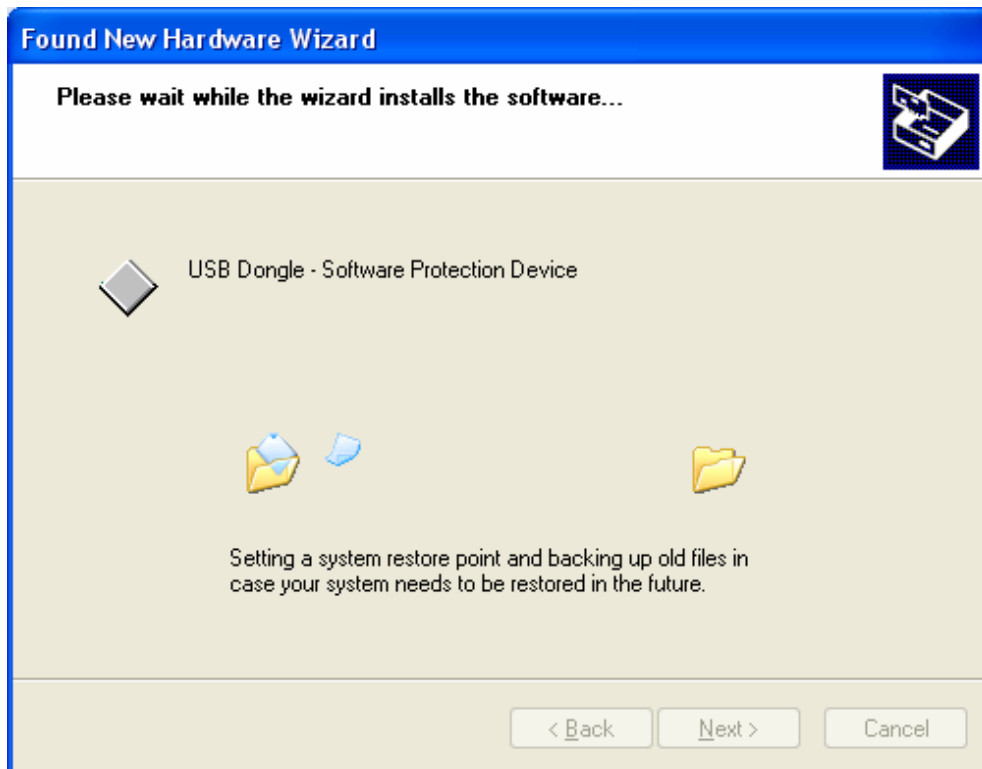 Found New Hardware Wizard
Please wait while the wizard installs the software...
USB Dongle - Software Protection Device
Setting a system restore point and backing up old files in
case your system needs to be restored in the future.
< Back
Next >
Cancel